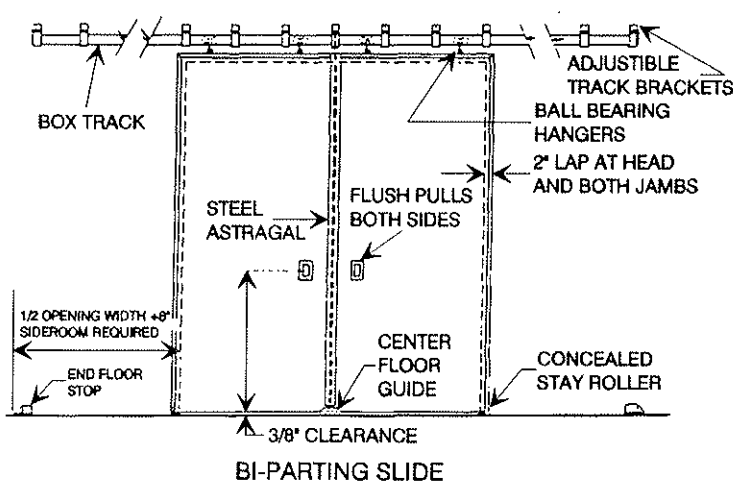 ADJUSTIBLE
TRACK BRACKETS
BOX TRACK
BALL BEARING
HANGERS
2" LAP AT HEAD
AND BOTH JAMBS
STEEL
ASTRAGAL
FLUSH PULLS
BOTH SIDES
1/2 OPENING WIDTH +8"
SIDEROOM REQUIRED
CENTER
FLOOR
GUIDE
CONCEALED
STAY ROLLER
END FLOOR
STOP
3/8" CLEARANCE
BI-PARTING SLIDE